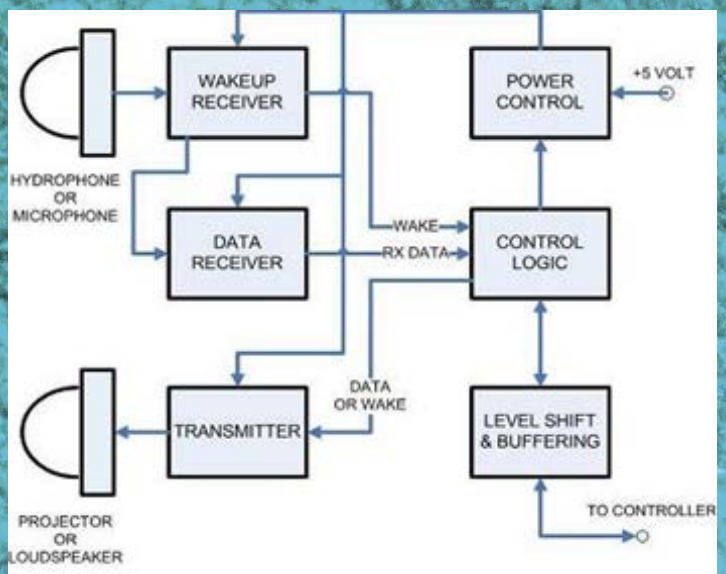 WAKEUP
RECEIVER
POWER
CONTROL
+5 VOLT
HYDROPHONE
OR
MICROPHONE
DATA
RECEIVER
WAKE
RX DATA
CONTROL
LOGIC
TRANSMITTER
DATA
OR WAKE
LEVEL SHIFT
& BUFFERING
PROJECTOR
OR
LOUDSPEAKER
TO CONTROLLER